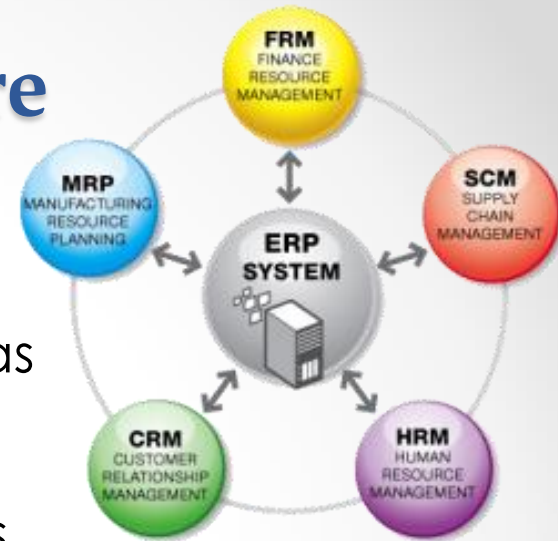 re
FRM
FINANCE
RESOURCE
MANAGEMENT
MRP
MANUFACTURING
RESOURCE
PLANNING
SCM
SUPPLY
CHAIN
MANAGEMENT
ERP
SYSTEM
as
CRM
CUSTOMER
RELATIONSHIP
MANAGEMENT
HRM
HUMAN
RESOURCE
MANAGEMENT
s